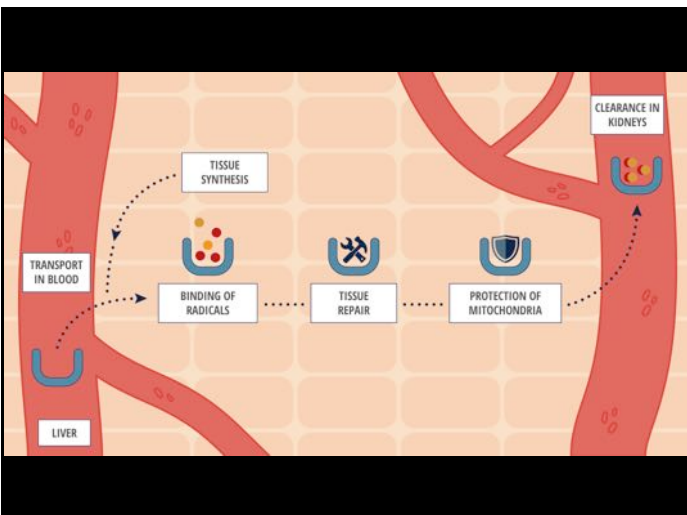 CLEARANCE IN
KIDNEYS
TISSUE
SYNTHESIS
TRANSPORT
IN BLOOD
BINDING OF
RADICALS
TISSUE
REPAIR
PROTECTION OF
MITOCHONDRIA
LIVER